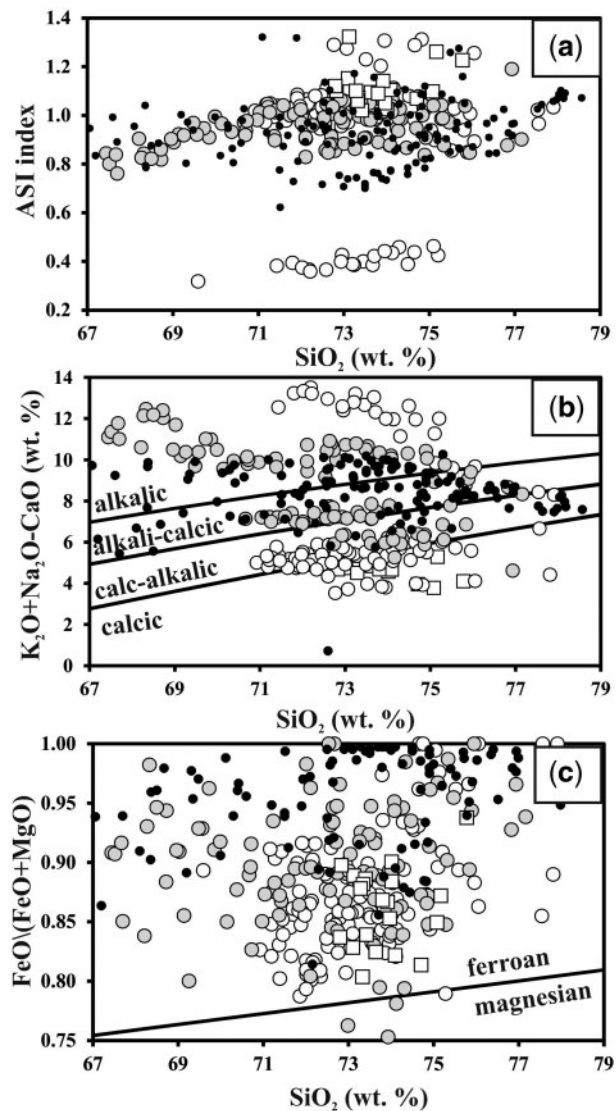 (a)
1.4
1.2
1.0
0.8
0.6
0.4
0.2
ASI index
67 69 71 73 75 77 79
SiO₂ (wt. %)
(b)
14
12
10
8
6
4
2
0
K₂O+Na₂O-CaO (wt. %)
alkalic
alkali-calcic
calc-alkalic
calcic
67 69 71 73 75 77 79
SiO₂ (wt. %)
(c)
1.00
0.95
0.90
0.85
0.80
0.75
FeO\(FeO+MgO)
ferroan
magnesian
67 69 71 73 75 77 79
SiO₂ (wt. %)